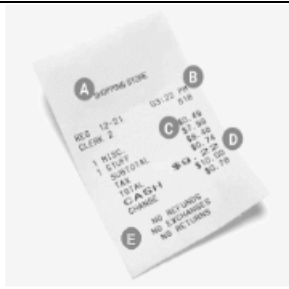 A SHOPPING STORE
B
REG 12-21 03:22 PM
CLERK 2 618
C
1 MISC. $0.49
1 STUFF $7.99
SUBTOTAL $8.48
D
TAX $0.74
TOTAL $9.22
CASH $10.00
CHANGE $0.78
E
NO REFUNDS
NO EXCHANGES
NO RETURNS